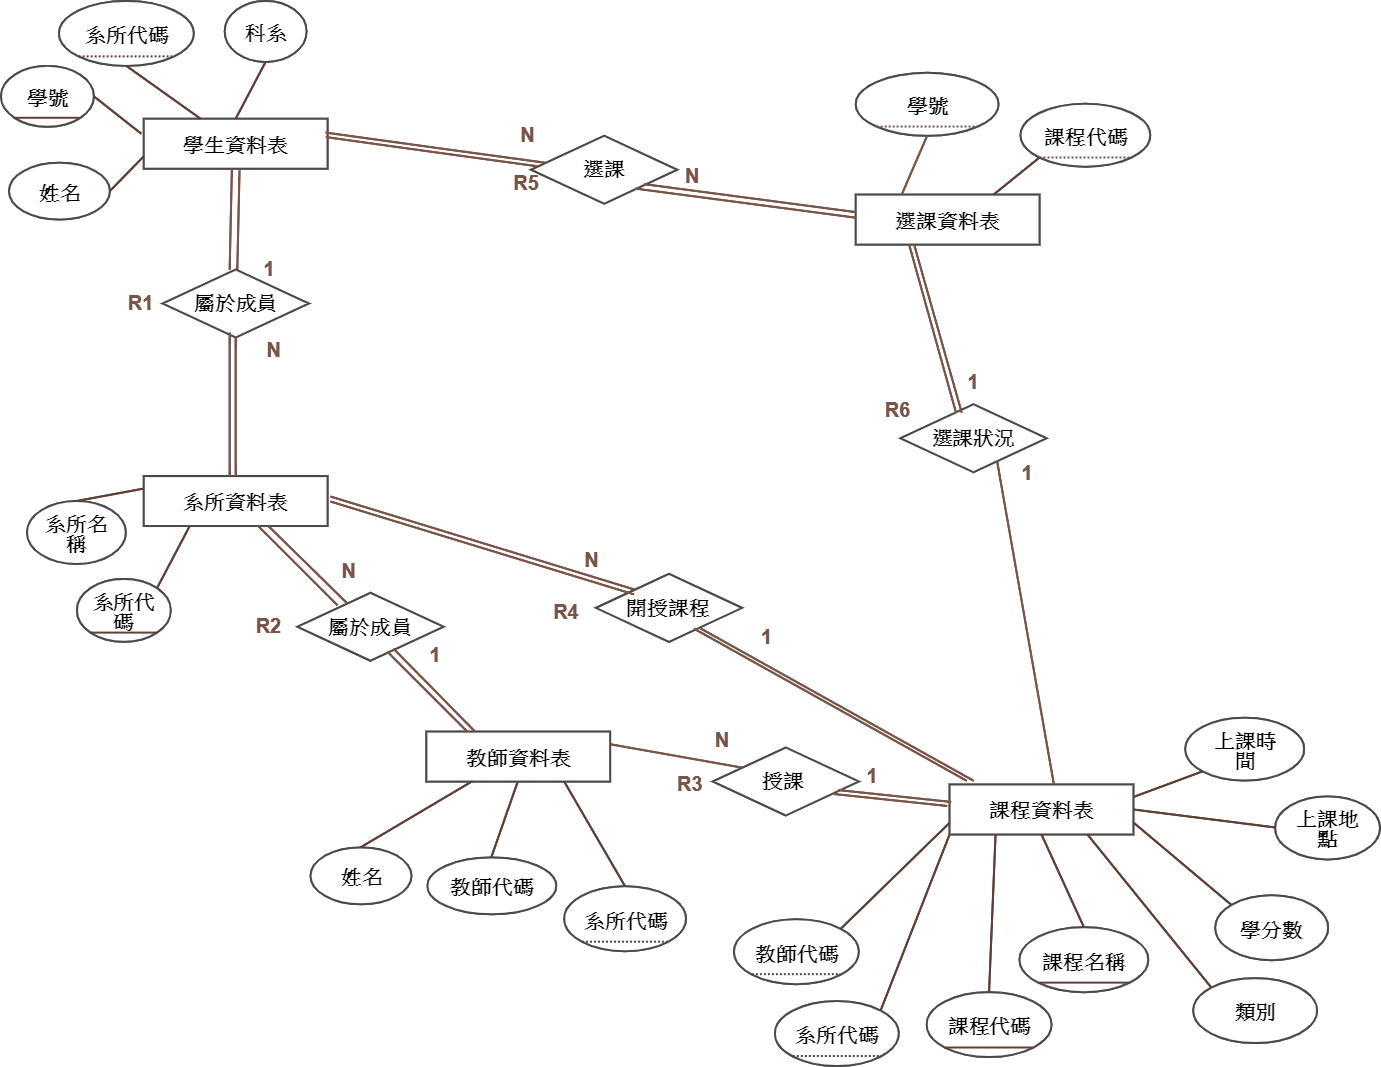 系所代碼
科系
學號
姓名
學生資料表
N
R5
選課
N
學號
課程代碼
選課資料表
1
R1
屬於成員
N
1
R6
選課狀況
1
系所資料表
系所名
稱
系所代
碼
N
R2
屬於成員
1
N
R4
開授課程
1
教師資料表
N
R3
授課
1
課程資料表
姓名
教師代碼
系所代碼
上課時
間
上課地
點
學分數
類別
課程名稱
課程代碼
教師代碼
系所代碼